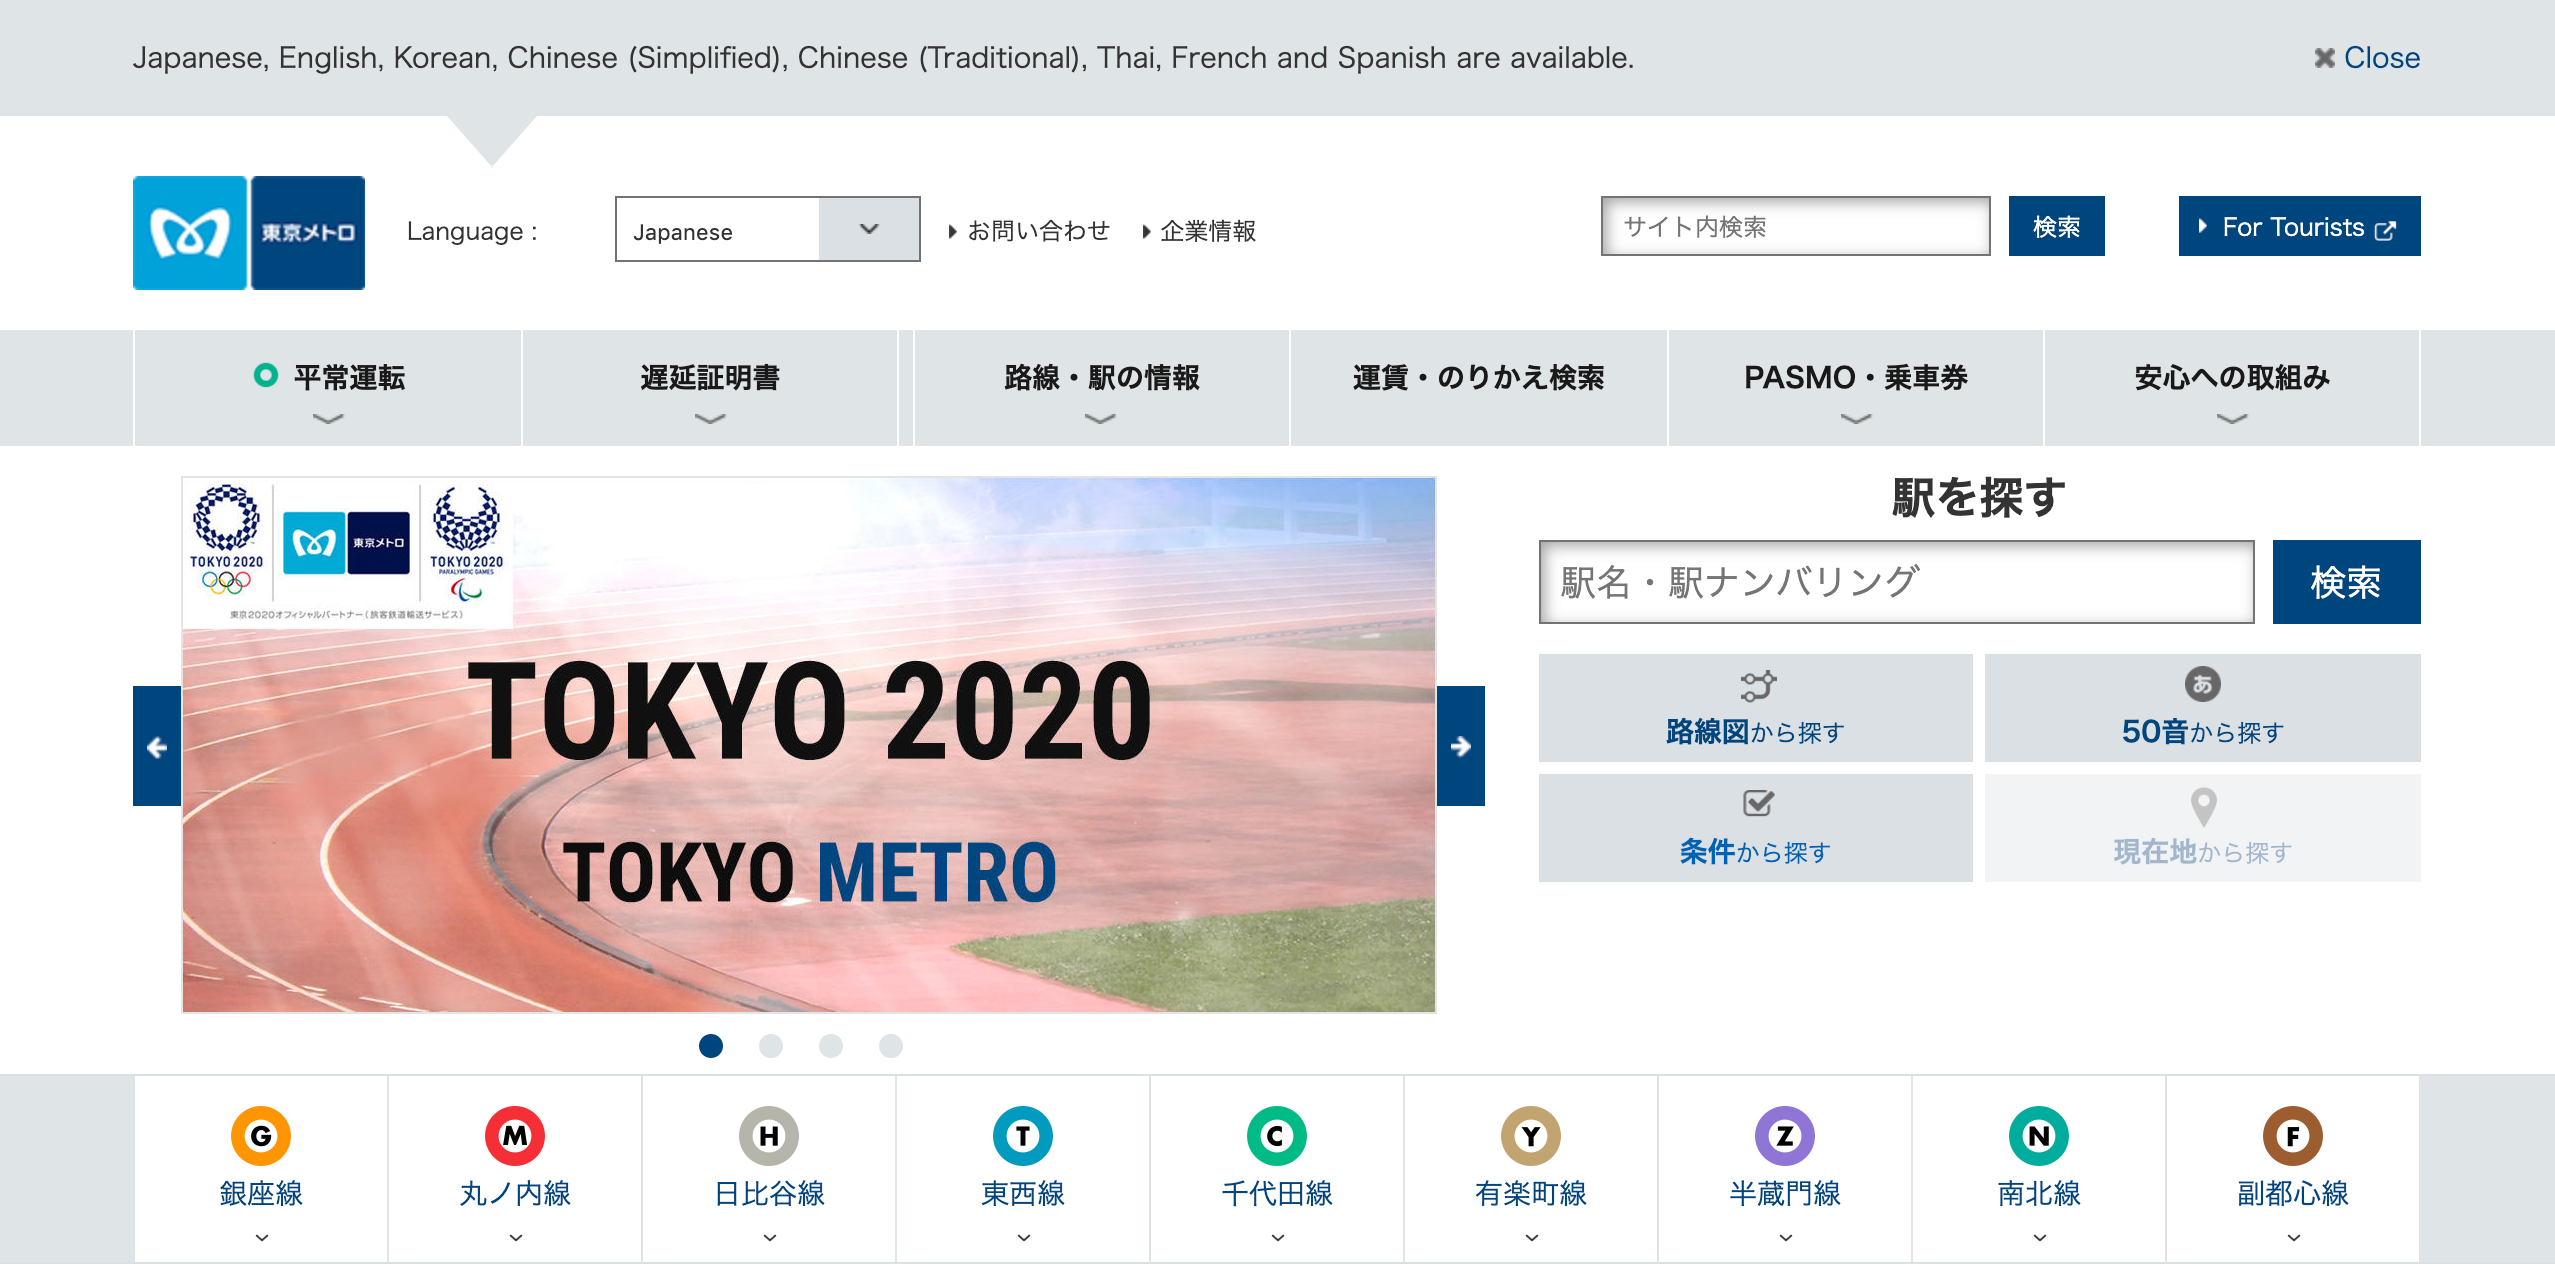 Japanese, English, Korean, Chinese (Simplified), Chinese (Traditional), Thai, French and Spanish are available.
Close
東京メトロ
Language :
Japanese
お問い合わせ
企業情報
サイト内検索
検索
For Tourists
平常運転
遅延証明書
路線・駅の情報
運賃・のりかえ検索
PASMO・乗車券
安心への取組み
TOKYO 2020
東京メトロ
TOKYO 2020
PARALYMPIC GAMES
東京2020オフィシャルパートナー(旅客鉄道輸送サービス)
TOKYO 2020
TOKYO METRO
駅を探す
駅名・駅ナンバリング
検索
路線図から探す
あ
50音から探す
条件から探す
現在地から探す
G
銀座線
M
丸ノ内線
H
日比谷線
T
東西線
C
千代田線
Y
有楽町線
Z
半蔵門線
N
南北線
F
副都心線